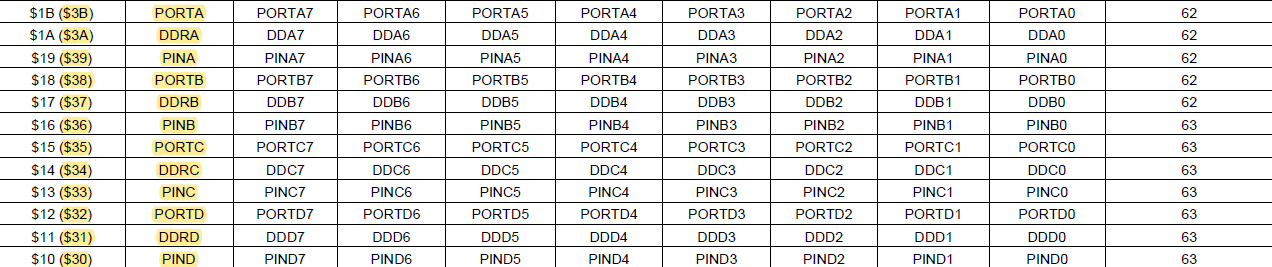 $1B ($3B) PORTA PORTA7 PORTA6 PORTA5 PORTA4 PORTA3 PORTA2 PORTA1 PORTA0 62
$1A ($3A) DDRA DDA7 DDA6 DDA5 DDA4 DDA3 DDA2 DDA1 DDA0 62
$19 ($39) PINA PINA7 PINA6 PINA5 PINA4 PINA3 PINA2 PINA1 PINA0 62
$18 ($38) PORTB PORTB7 PORTB6 PORTB5 PORTB4 PORTB3 PORTB2 PORTB1 PORTB0 62
$17 ($37) DDRB DDB7 DDB6 DDB5 DDB4 DDB3 DDB2 DDB1 DDB0 62
$16 ($36) PINB PINB7 PINB6 PINB5 PINB4 PINB3 PINB2 PINB1 PINB0 63
$15 ($35) PORTC PORTC7 PORTC6 PORTC5 PORTC4 PORTC3 PORTC2 PORTC1 PORTC0 63
$14 ($34) DDRC DDC7 DDC6 DDC5 DDC4 DDC3 DDC2 DDC1 DDC0 63
$13 ($33) PINC PINC7 PINC6 PINC5 PINC4 PINC3 PINC2 PINC1 PINC0 63
$12 ($32) PORTD PORTD7 PORTD6 PORTD5 PORTD4 PORTD3 PORTD2 PORTD1 PORTD0 63
$11 ($31) DDRD DDD7 DDD6 DDD5 DDD4 DDD3 DDD2 DDD1 DDD0 63
$10 ($30) PIND PIND7 PIND6 PIND5 PIND4 PIND3 PIND2 PIND1 PIND0 63